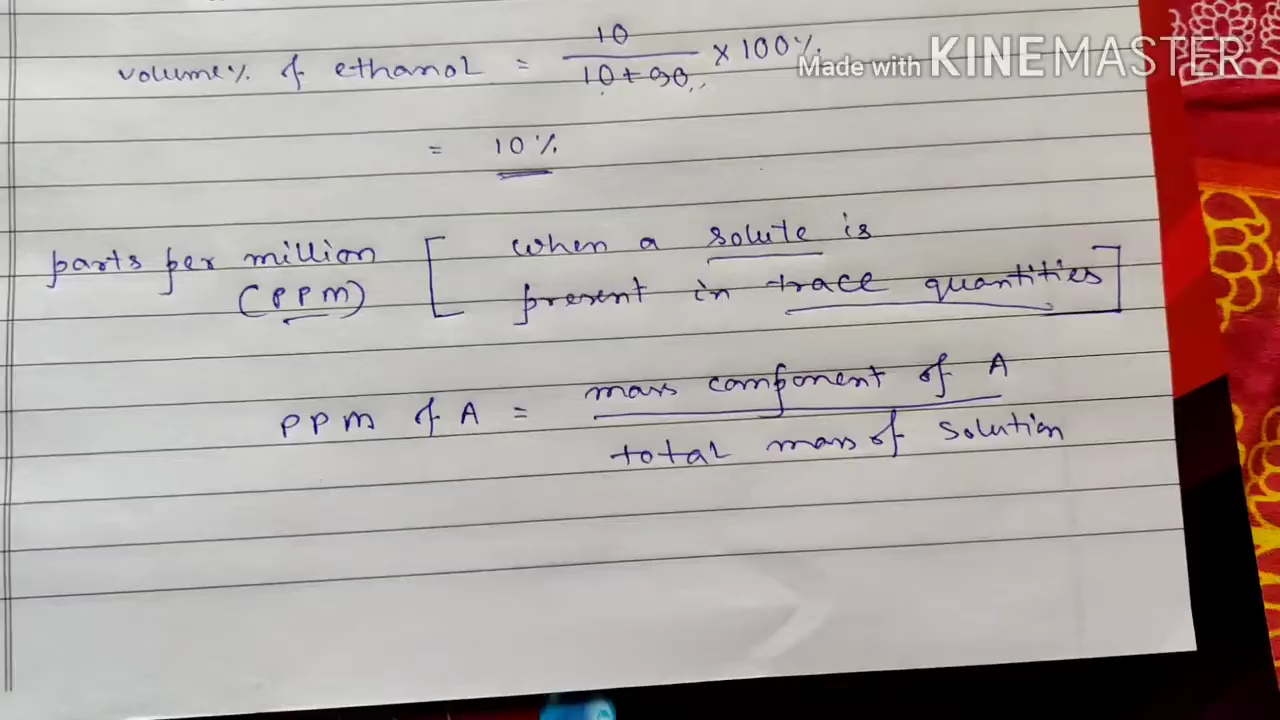 volume% of ethanol = 10 / 10+90 × 100%
Made with KINEMASTER
= 10%
parts per million [ when a solute is
(PPM) present in trace quantities ]
PPM of A = mass component of A
total mass of solution